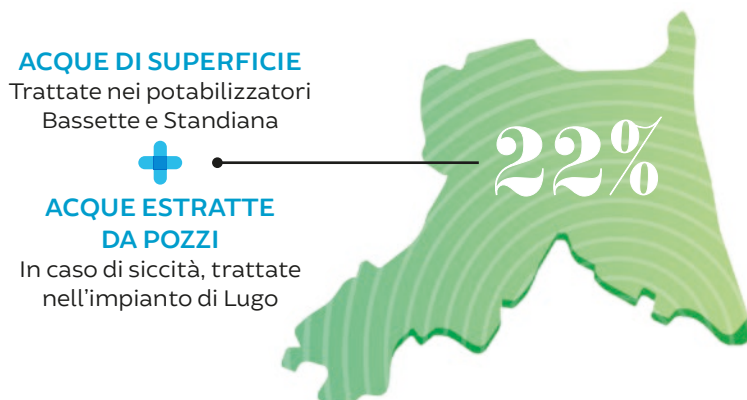 ACQUE DI SUPERFICIE
Trattate nei potabilizzatori
Bassette e Standiana
ACQUE ESTRATTE
DA POZZI
In caso di siccità, trattate
nell’impianto di Lugo
22%